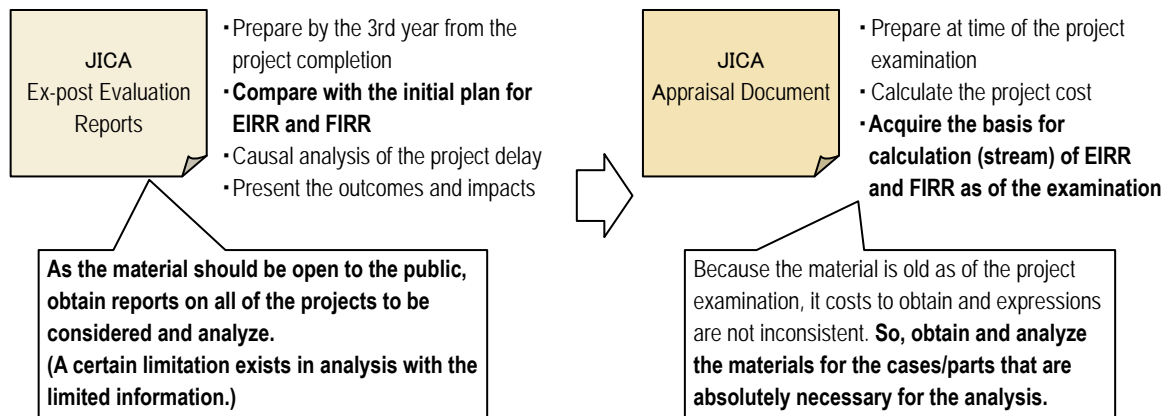 JICA
Ex-post Evaluation
Reports
・Prepare by the 3rd year from the
project completion
・Compare with the initial plan for
EIRR and FIRR
・Causal analysis of the project delay
・Present the outcomes and impacts
As the material should be open to the public,
obtain reports on all of the projects to be
considered and analyze.
(A certain limitation exists in analysis with the
limited information.)
JICA
Appraisal Document
・Prepare at time of the project
examination
・Calculate the project cost
・Acquire the basis for
calculation (stream) of EIRR
and FIRR as of the examination
Because the material is old as of the project
examination, it costs to obtain and expressions
are not inconsistent. So, obtain and analyze
the materials for the cases/parts that are
absolutely necessary for the analysis.